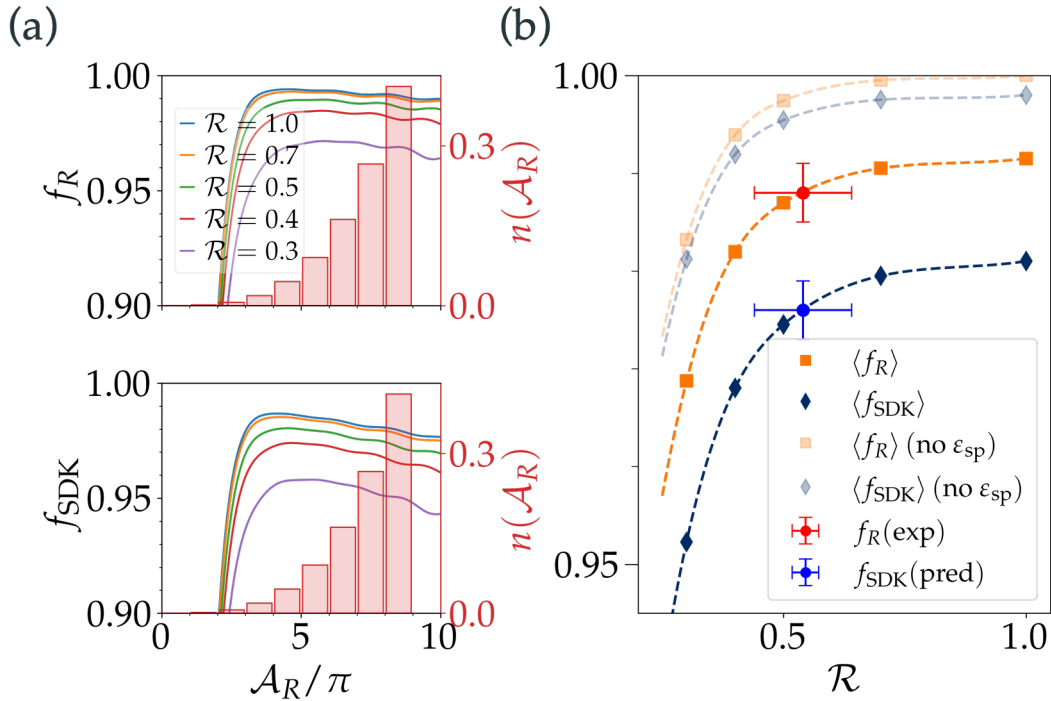 (a)
1.00
0.95
0.90
f_R
ℛ = 1.0
ℛ = 0.7
ℛ = 0.5
ℛ = 0.4
ℛ = 0.3
0.3
0.0
n(𝒜_R)
1.00
0.95
0.90
f_SDK
0.3
0.0
n(𝒜_R)
0
5
10
𝒜_R/π
(b)
1.00
0.95
⟨f_R⟩
⟨f_SDK⟩
⟨f_R⟩ (no ε_sp)
⟨f_SDK⟩ (no ε_sp)
f_R(exp)
f_SDK(pred)
0.5
1.0
ℛ